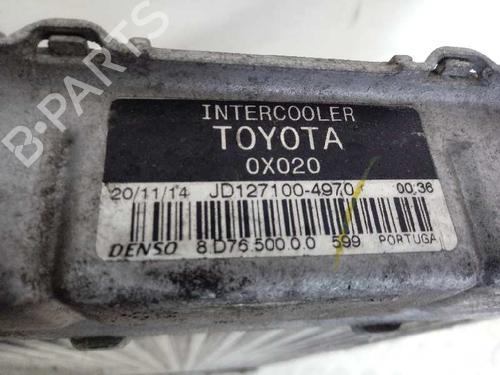 INTERCOOLER
TOYOTA
0X020
20/11/14 JD127100-4970 00:36
DENSO 8.D76.500.0.0 599 PORTUGA
B-PARTS